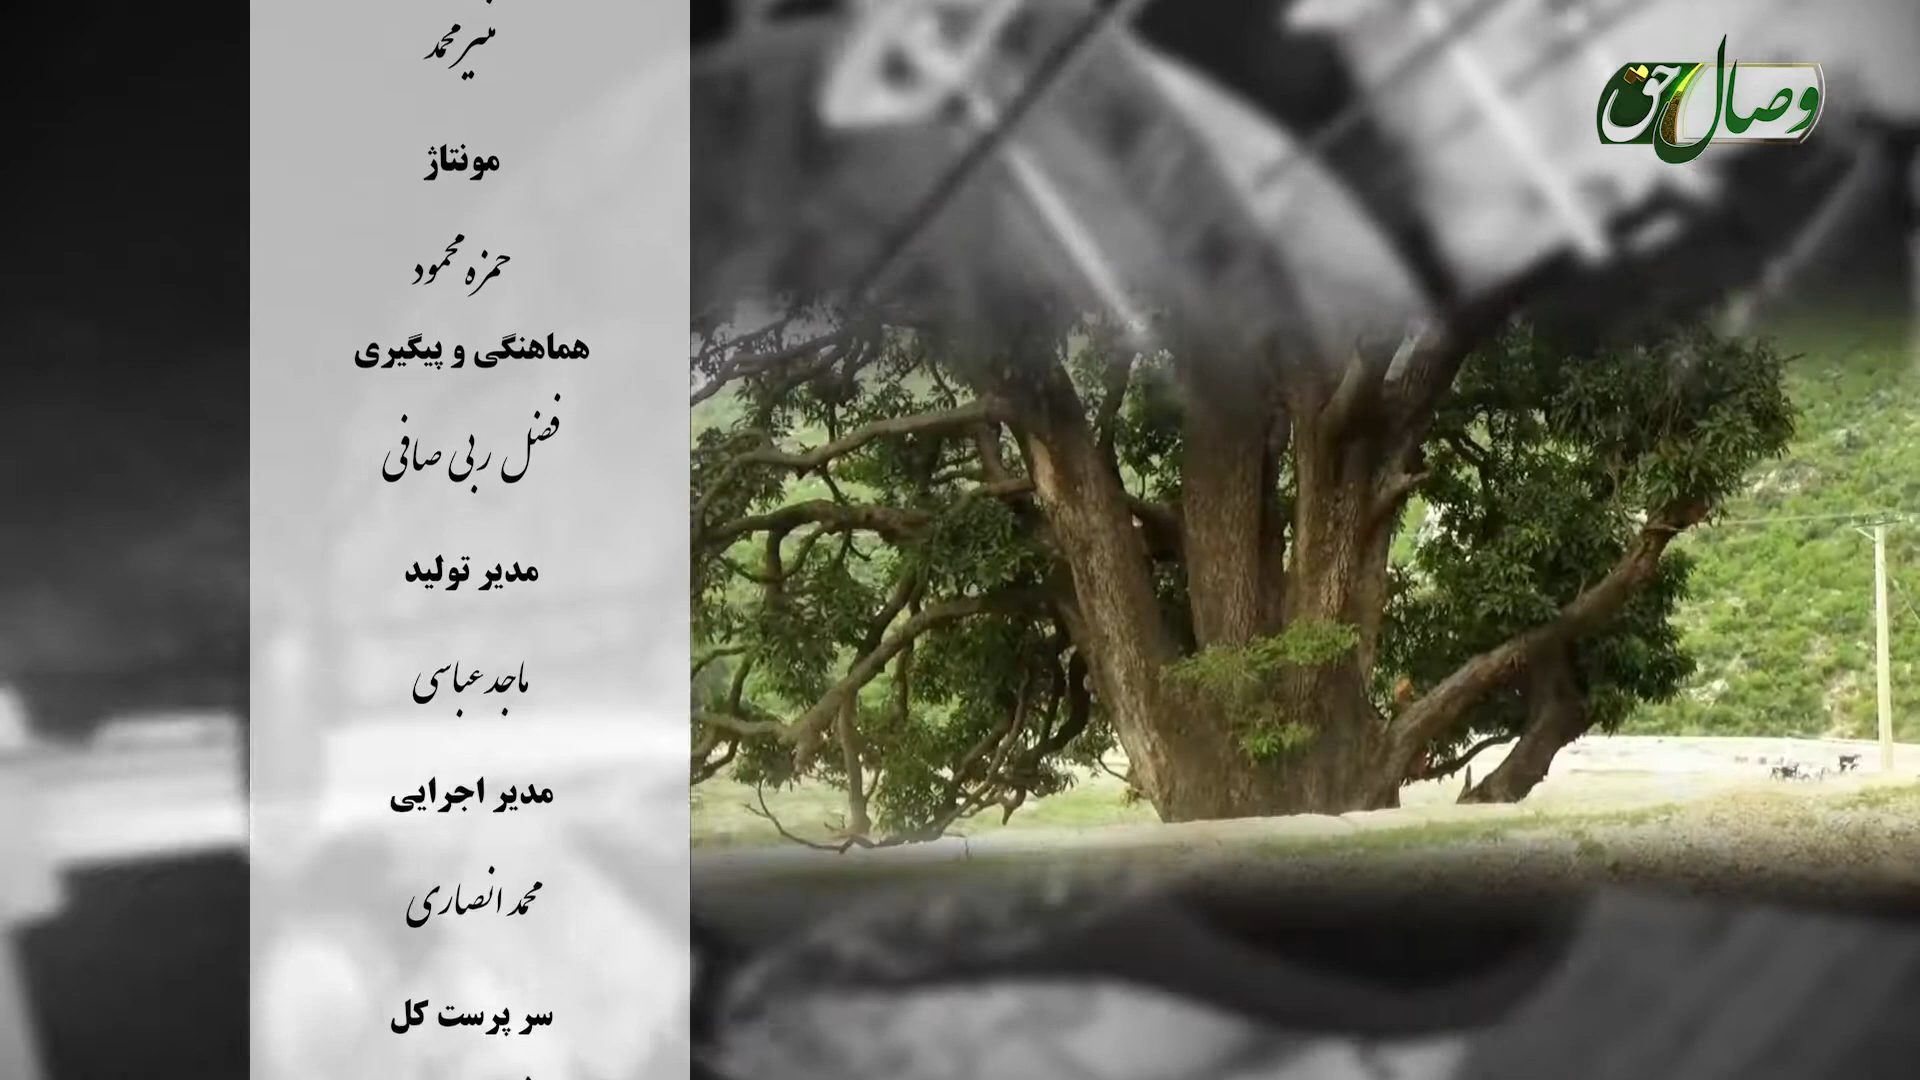 منیر محمد
مونتاژ
حمزه محمود
هماهنگی و پیگیری
فضل ربی صافی
مدیر تولید
ماجد عباسی
مدیر اجرایی
محمد انصاری
سر پرست کل
وصال حق